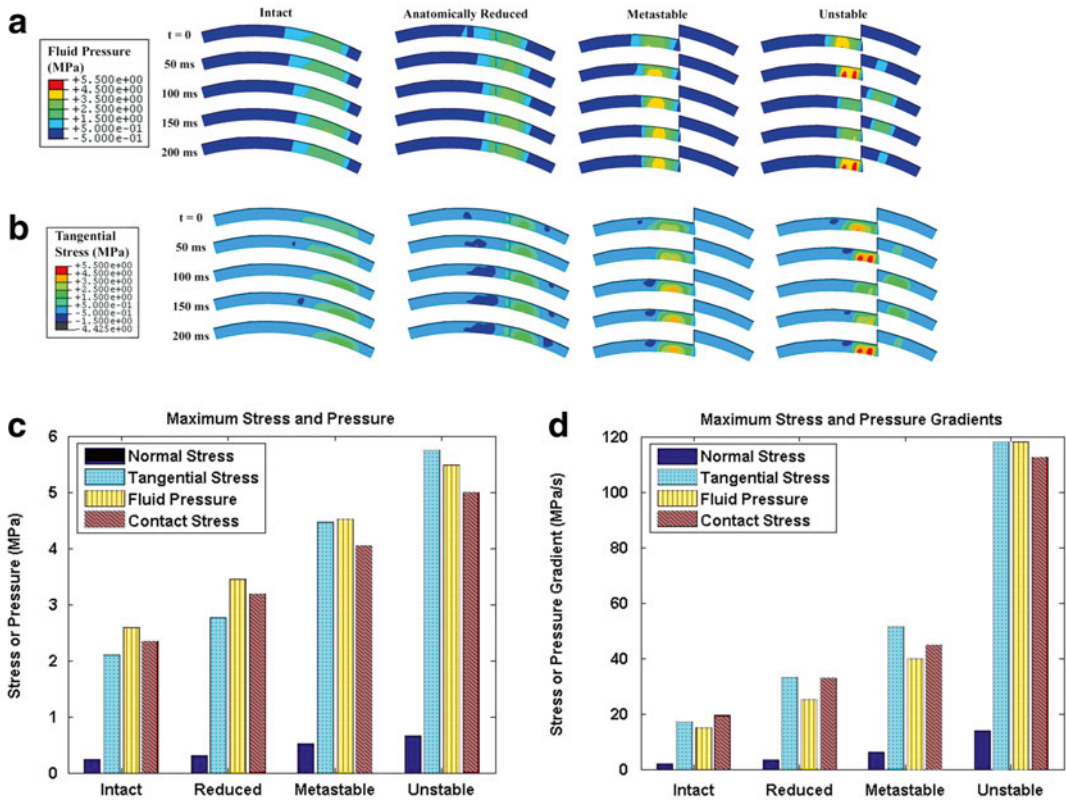 a
Intact
Anatomically Reduced
Metastable
Unstable
Fluid Pressure
(MPa)
+5.500e+00
+4.500e+00
+3.500e+00
+2.500e+00
+1.500e+00
+5.000e-01
-5.000e-01
t = 0
50 ms
100 ms
150 ms
200 ms
b
Tangential
Stress (MPa)
+5.500e+00
+4.500e+00
+3.500e+00
+2.500e+00
+1.500e+00
+5.000e-01
-5.000e-01
-1.500e+00
-4.425e+00
t = 0
50 ms
100 ms
150 ms
200 ms
c
Maximum Stress and Pressure
Stress or Pressure (MPa)
6
5
4
3
2
1
0
Normal Stress
Tangential Stress
Fluid Pressure
Contact Stress
Intact
Reduced
Metastable
Unstable
d
Maximum Stress and Pressure Gradients
Stress or Pressure Gradient (MPa/s)
120
100
80
60
40
20
0
Normal Stress
Tangential Stress
Fluid Pressure
Contact Stress
Intact
Reduced
Metastable
Unstable